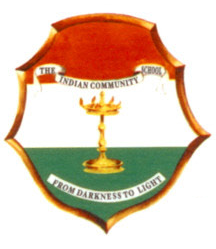 THE INDIAN COMMUNITY SCHOOL
FROM DARKNESS TO LIGHT